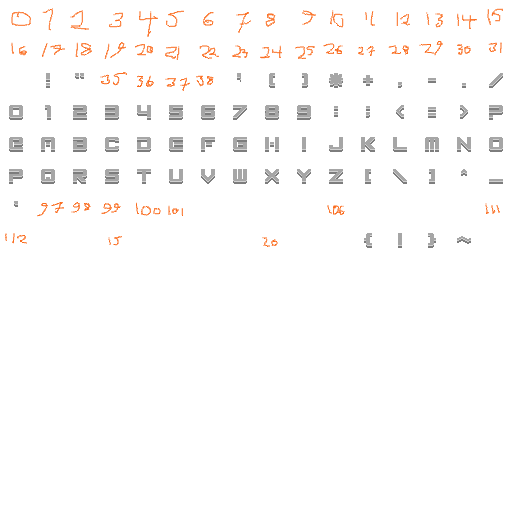 0 1 2 3 4 5 6 7 8 9 10 11 12 13 14 15
16 17 18 19 20 21 22 23 24 25 26 27 28 29 30 31
! " 35 36 37 38 ' ( ) * + , - . /
0 1 2 3 4 5 6 7 8 9 : ; < = > P
@ A B C D E F G H I J K L M N O
P Q R S T U V W X Y Z [ \ ] ^ _
' 97 98 99 100 101 106 111
112 15 20 { | } ~